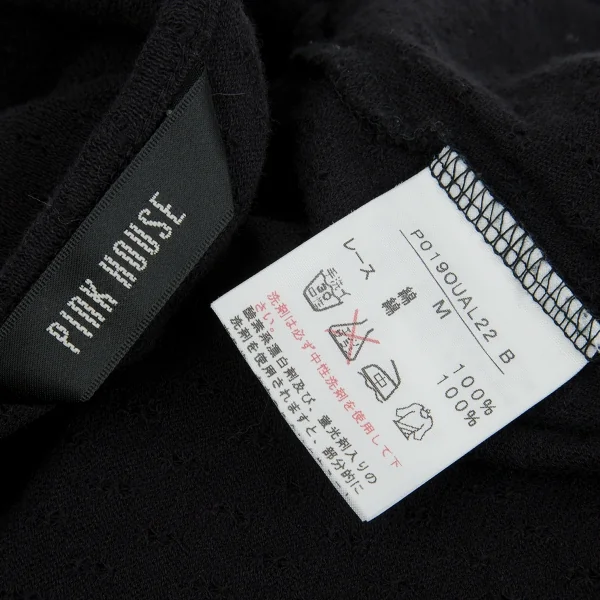 PINK HOUSE
P0190UAL22 B
M
綿 100%
レース 綿 100%
洗剤は必ず中性洗剤を使用して下
さい。
酸素系漂白剤及び、蛍光剤入りの
洗剤を使用されますと、部分的に